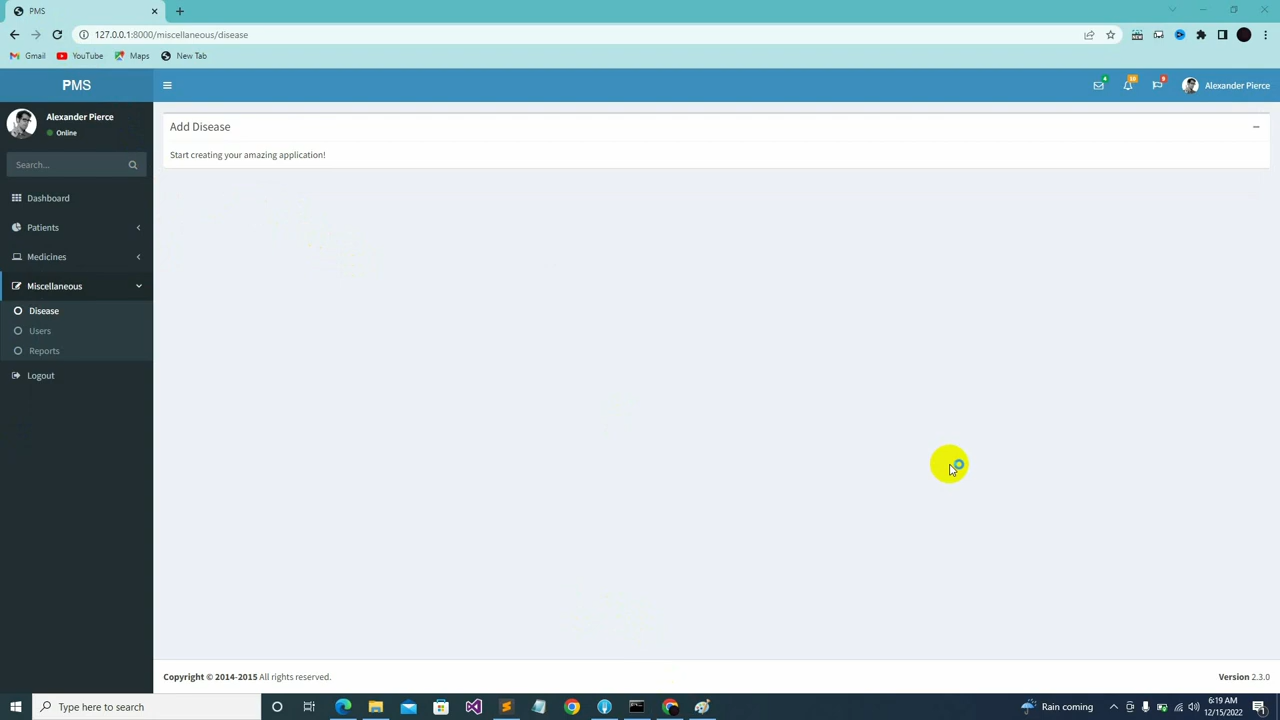 PMS
127.0.0.1:8000/miscellaneous/disease
Gmail
YouTube
Maps
New Tab
PMS
4
10
9
Alexander Pierce
Alexander Pierce
Online
Search...
Dashboard
Patients
Medicines
Miscellaneous
Disease
Users
Reports
Logout
Add Disease
Start creating your amazing application!
Copyright © 2014-2015 All rights reserved.
Version 2.3.0
Type here to search
Rain coming
6:19 AM
12/15/2022